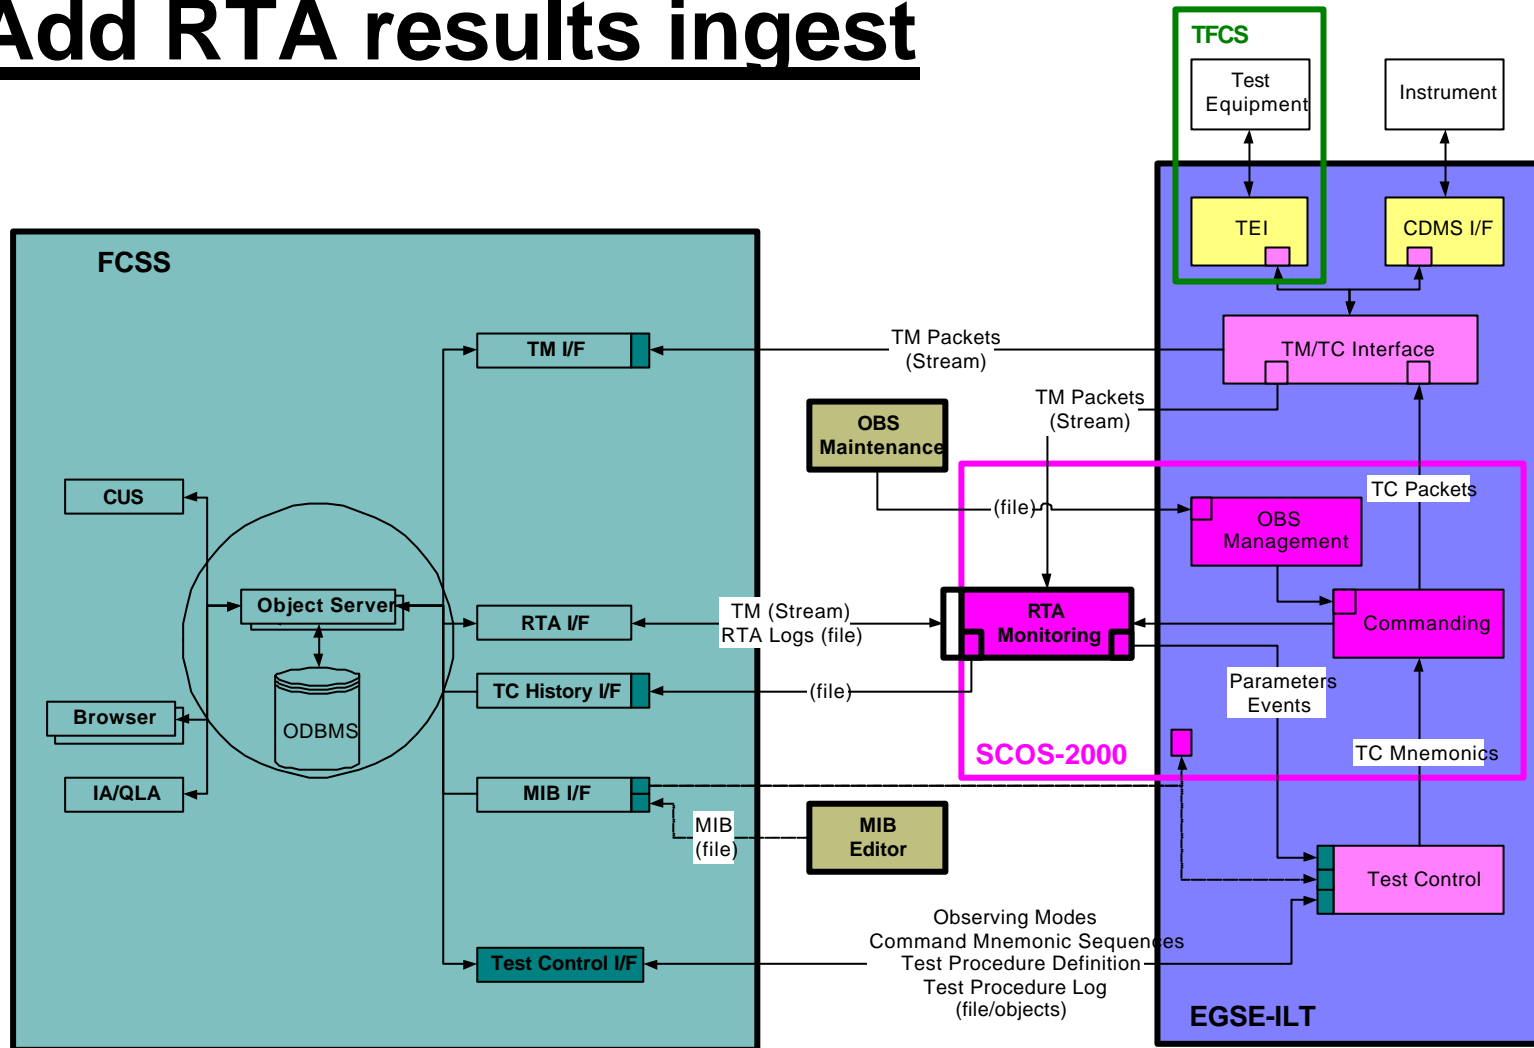 Add RTA results ingest
TFCS
Test
Equipment
Instrument
TEI
CDMS I/F
FCSS
TM I/F
TM Packets
(Stream)
TM/TC Interface
TM Packets
(Stream)
OBS
Maintenance
CUS
(file)
OBS
Management
TC Packets
Object Server
RTA I/F
TM (Stream)
RTA Logs (file)
RTA
Monitoring
Commanding
TC History I/F
(file)
Parameters
Events
Browser
ODBMS
SCOS-2000
TC Mnemonics
IA/QLA
MIB I/F
MIB
(file)
MIB
Editor
Test Control
Observing Modes
Command Mnemonic Sequences
Test Procedure Definition
Test Procedure Log
(file/objects)
Test Control I/F
EGSE-ILT